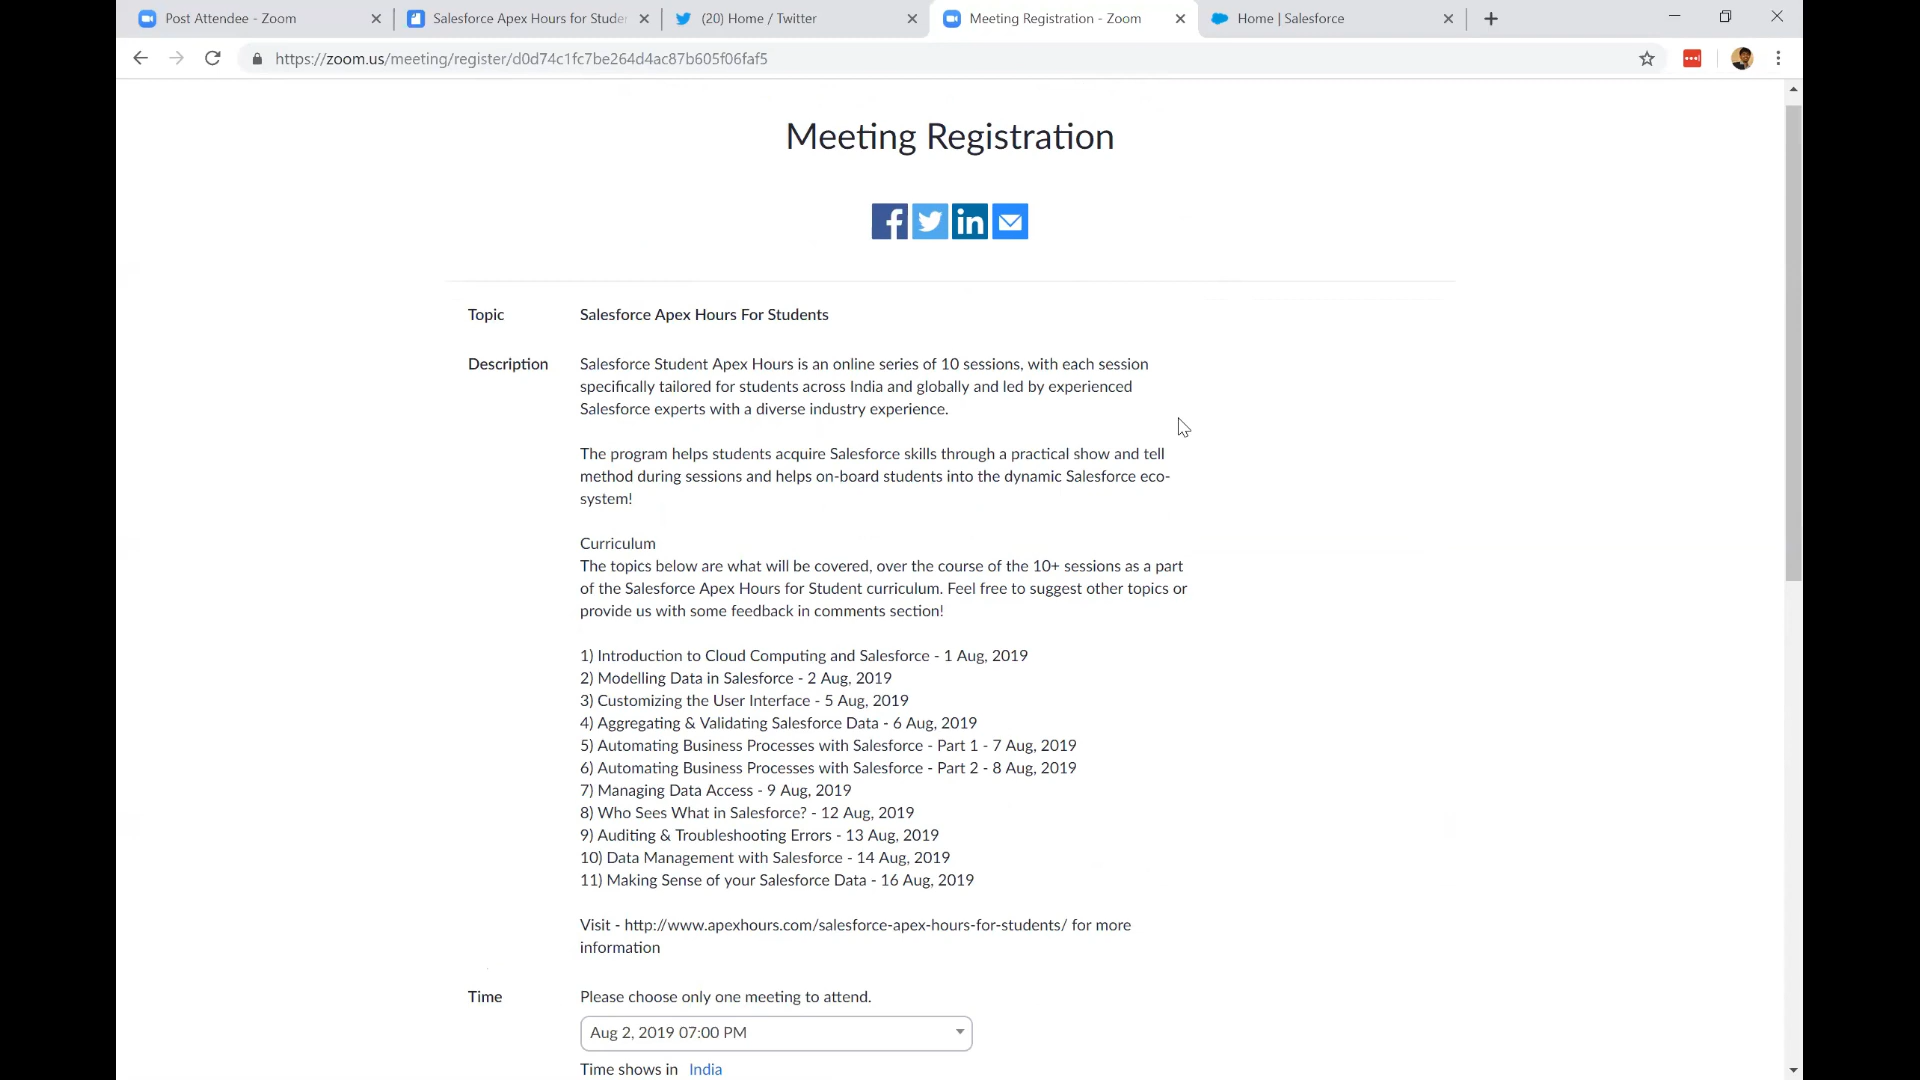 Post Attendee - Zoom
Salesforce Apex Hours for Studen
(20) Home / Twitter
Meeting Registration - Zoom
Home | Salesforce
https://zoom.us/meeting/register/d0d74c1fc7be264d4ac87b605f06faf5
Meeting Registration
Topic
Salesforce Apex Hours For Students
Description
Salesforce Student Apex Hours is an online series of 10 sessions, with each session
specifically tailored for students across India and globally and led by experienced
Salesforce experts with a diverse industry experience.
The program helps students acquire Salesforce skills through a practical show and tell
method during sessions and helps on-board students into the dynamic Salesforce eco-
system!
Curriculum
The topics below are what will be covered, over the course of the 10+ sessions as a part
of the Salesforce Apex Hours for Student curriculum. Feel free to suggest other topics or
provide us with some feedback in comments section!
1) Introduction to Cloud Computing and Salesforce - 1 Aug, 2019
2) Modelling Data in Salesforce - 2 Aug, 2019
3) Customizing the User Interface - 5 Aug, 2019
4) Aggregating & Validating Salesforce Data - 6 Aug, 2019
5) Automating Business Processes with Salesforce - Part 1 - 7 Aug, 2019
6) Automating Business Processes with Salesforce - Part 2 - 8 Aug, 2019
7) Managing Data Access - 9 Aug, 2019
8) Who Sees What in Salesforce? - 12 Aug, 2019
9) Auditing & Troubleshooting Errors - 13 Aug, 2019
10) Data Management with Salesforce - 14 Aug, 2019
11) Making Sense of your Salesforce Data - 16 Aug, 2019
Visit - http://www.apexhours.com/salesforce-apex-hours-for-students/ for more
information
Time
Please choose only one meeting to attend.
Aug 2, 2019 07:00 PM
Time shows in India